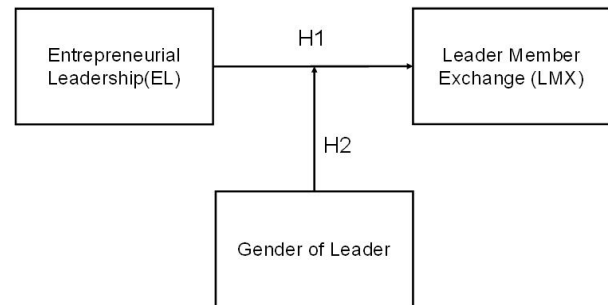 Entrepreneurial
Leadership(EL)
H1
Leader Member
Exchange (LMX)
H2
Gender of Leader